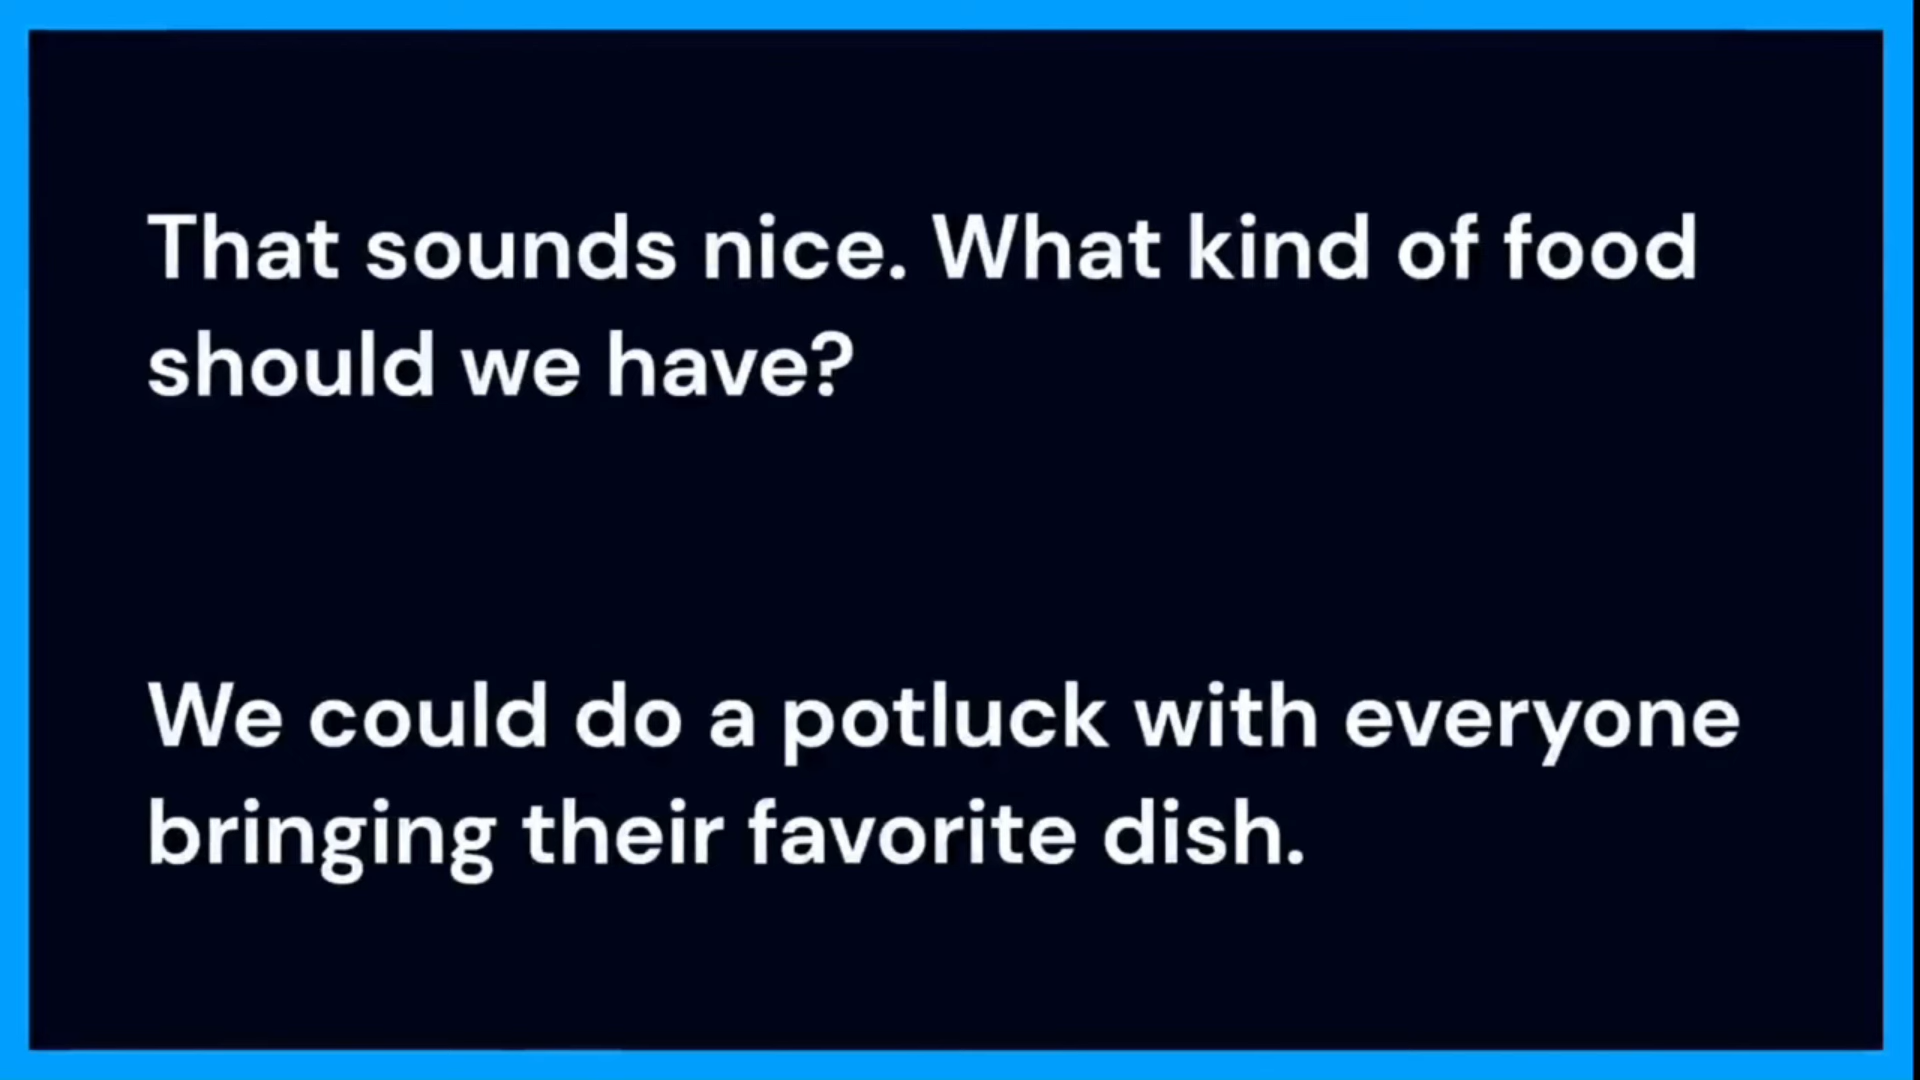 That sounds nice. What kind of food
should we have?
We could do a potluck with everyone
bringing their favorite dish.